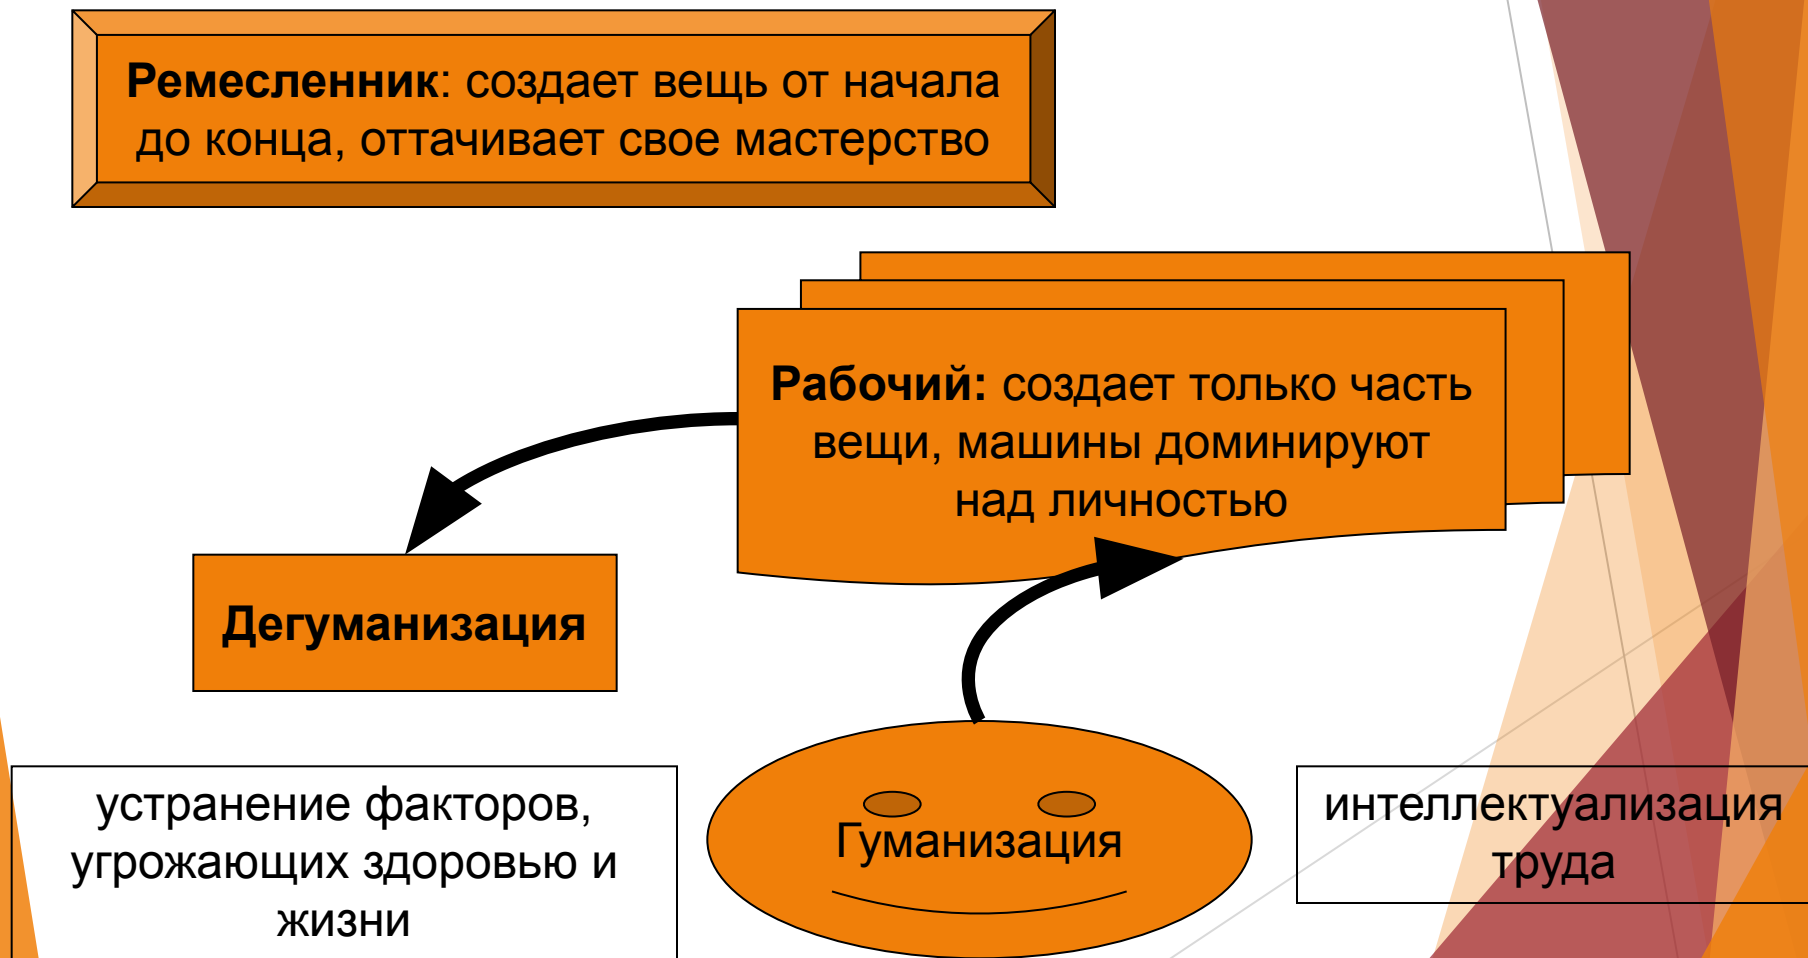 Ремесленник: создает вещь от начала
до конца, оттачивает свое мастерство
Рабочий: создает только часть
вещи, машины доминируют
над личностью
Дегуманизация
устранение факторов,
угрожающих здоровью и
жизни
Гуманизация
интеллектуализация
труда